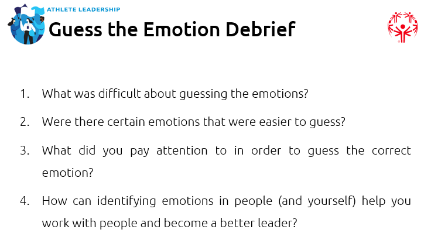 ATHLETE LEADERSHIP
Guess the Emotion Debrief
1. What was difficult about guessing the emotions?
2. Were there certain emotions that were easier to guess?
3. What did you pay attention to in order to guess the correct
emotion?
4. How can identifying emotions in people (and yourself) help you
work with people and become a better leader?